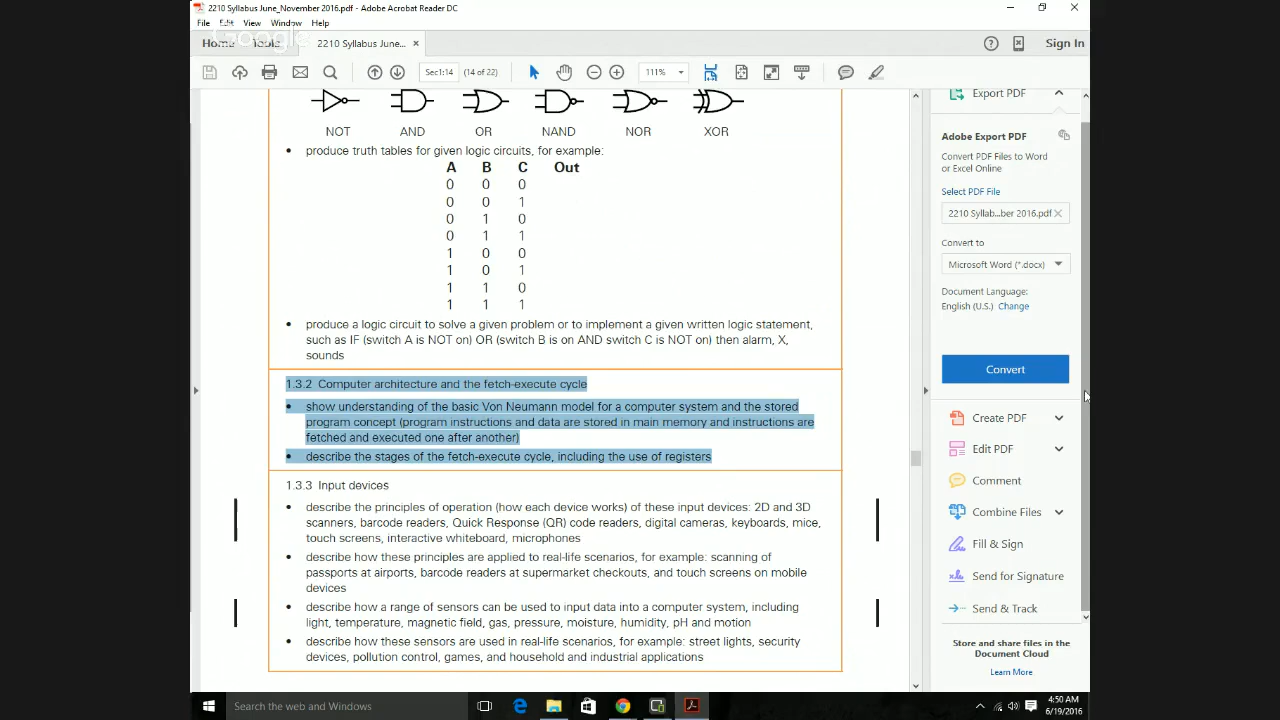 2210 Syllabus June_November 2016.pdf - Adobe Acrobat Reader DC
File Edit View Window Help
Google
Home Tools 2210 Syllabus June... × Sign In
Sec1:14 (14 of 22) 111%
NOT AND OR NAND NOR XOR
• produce truth tables for given logic circuits, for example:
A B C Out
0 0 0
0 0 1
0 1 0
0 1 1
1 0 0
1 0 1
1 1 0
1 1 1
• produce a logic circuit to solve a given problem or to implement a given written logic statement,
such as IF (switch A is NOT on) OR (switch B is on AND switch C is NOT on) then alarm, X,
sounds
1.3.2 Computer architecture and the fetch-execute cycle
• show understanding of the basic Von Neumann model for a computer system and the stored
program concept (program instructions and data are stored in main memory and instructions are
fetched and executed one after another)
• describe the stages of the fetch-execute cycle, including the use of registers
1.3.3 Input devices
• describe the principles of operation (how each device works) of these input devices: 2D and 3D
scanners, barcode readers, Quick Response (QR) code readers, digital cameras, keyboards, mice,
touch screens, interactive whiteboard, microphones
• describe how these principles are applied to real-life scenarios, for example: scanning of
passports at airports, barcode readers at supermarket checkouts, and touch screens on mobile
devices
• describe how a range of sensors can be used to input data into a computer system, including
light, temperature, magnetic field, gas, pressure, moisture, humidity, pH and motion
• describe how these sensors are used in real-life scenarios, for example: street lights, security
devices, pollution control, games, and household and industrial applications
Export PDF
Adobe Export PDF
Convert PDF Files to Word
or Excel Online
Select PDF File
2210 Syllab...ber 2016.pdf ×
Convert to
Microsoft Word (*.docx)
Document Language:
English (U.S.) Change
Convert
Create PDF
Edit PDF
Comment
Combine Files
Fill & Sign
Send for Signature
Send & Track
Store and share files in the
Document Cloud
Learn More
Search the web and Windows
4:50 AM
6/19/2016